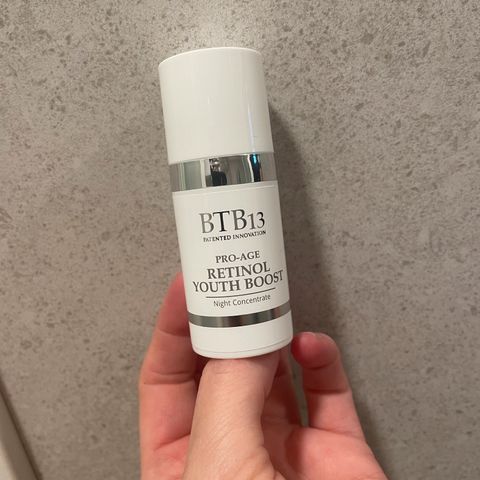 BTB13
PATENTED INNOVATION
PRO-AGE
RETINOL
YOUTH BOOST
Night Concentrate